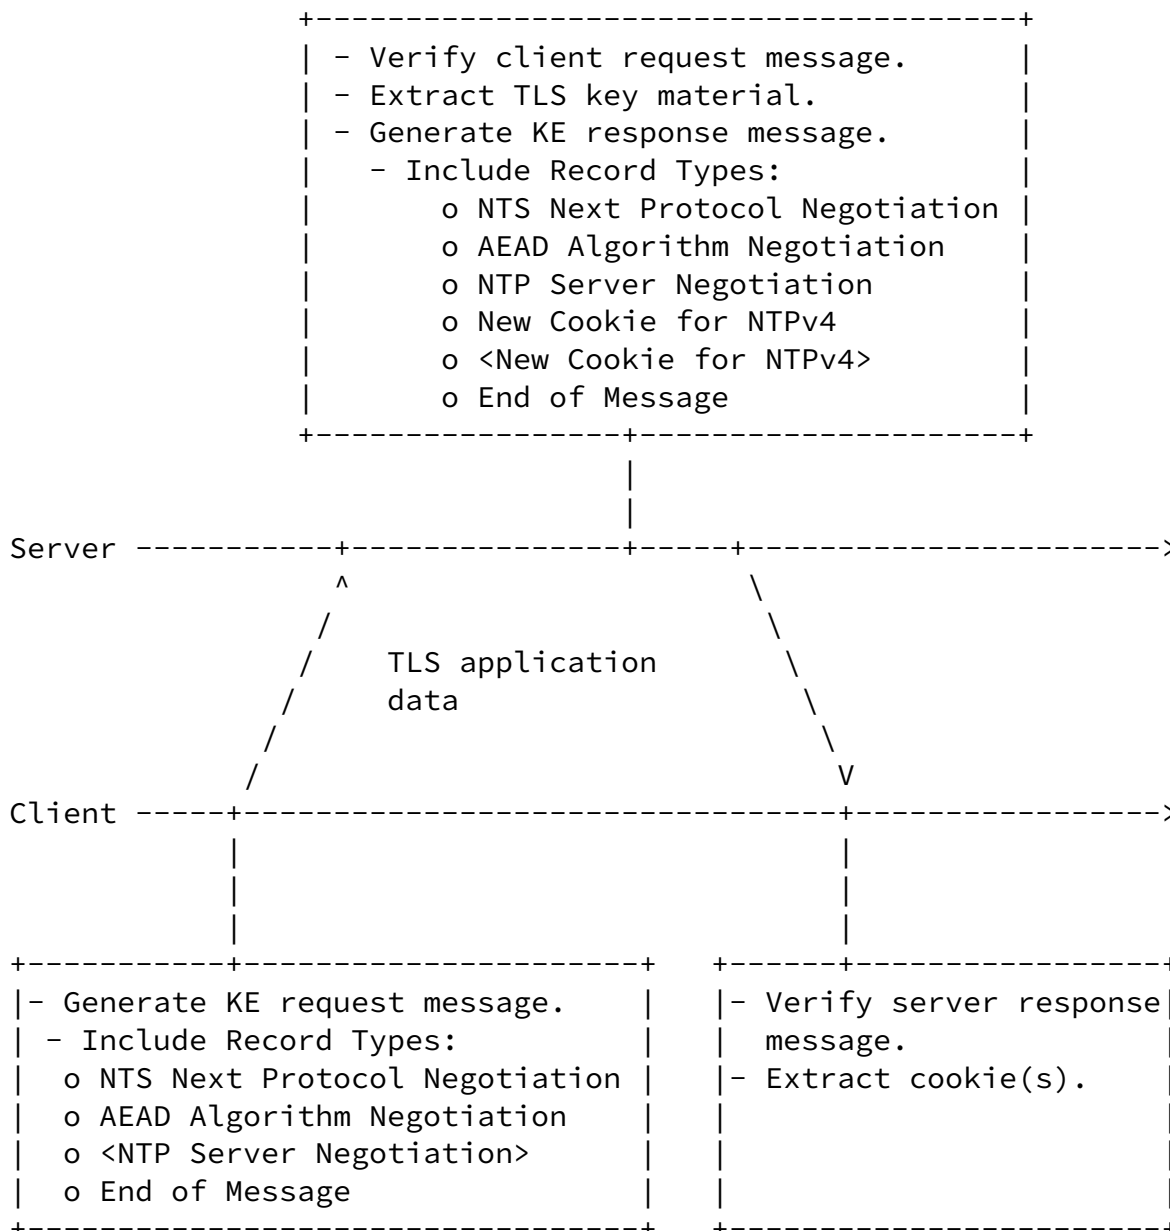 - Verify client request message.
- Extract TLS key material.
- Generate KE response message.
- Include Record Types:
o NTS Next Protocol Negotiation
o AEAD Algorithm Negotiation
o NTP Server Negotiation
o New Cookie for NTPv4
o <New Cookie for NTPv4>
o End of Message
Server
TLS application
data
Client
- Generate KE request message.
- Include Record Types:
o NTS Next Protocol Negotiation
o AEAD Algorithm Negotiation
o <NTP Server Negotiation>
o End of Message
- Verify server response
message.
- Extract cookie(s).